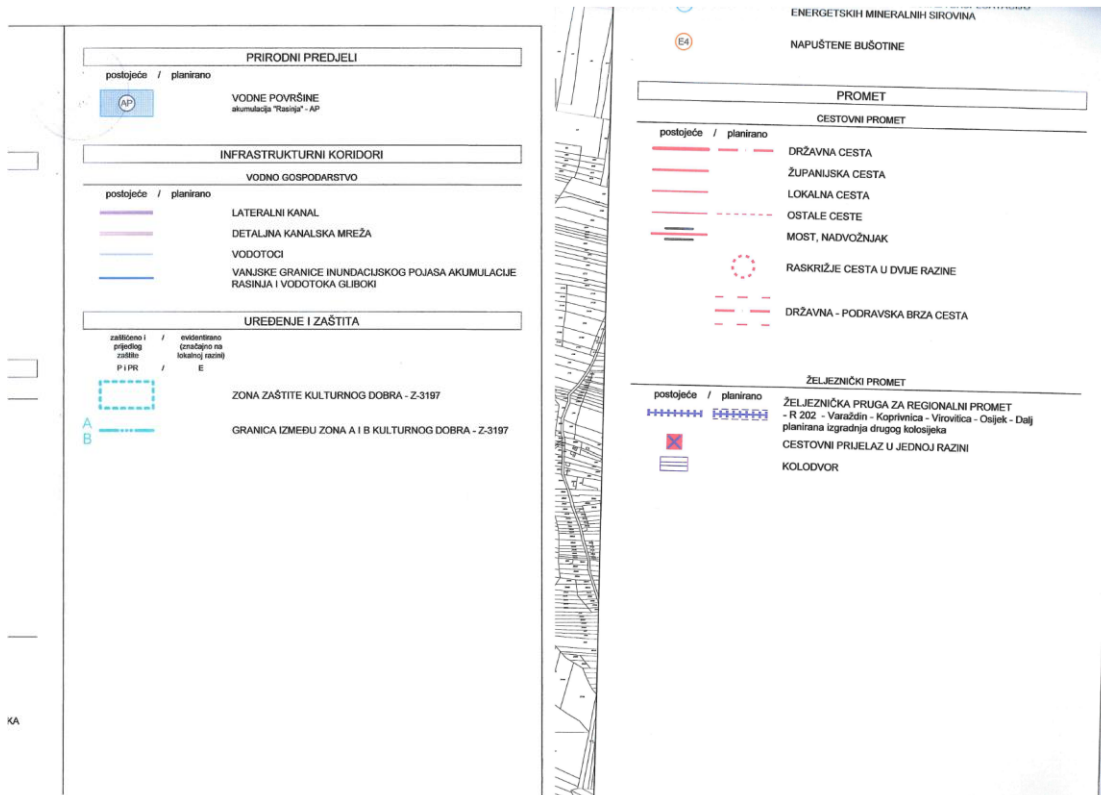 PRIRODNI PREDJELI
postojeće / planirano
AP
VODNE POVRŠINE
akumulacija "Rasinja" - AP
INFRASTRUKTURNI KORIDORI
VODNO GOSPODARSTVO
postojeće / planirano
LATERALNI KANAL
DETALJNA KANALSKA MREŽA
VODOTOCI
VANJSKE GRANICE INUNDACIJSKOG POJASA AKUMULACIJE
RASINJA I VODOTOKA GLIBOKI
UREĐENJE I ZAŠTITA
zaštićeno i / evidentirano
prijedlog (značajno na
zaštite lokalnoj razini)
P i PR / E
ZONA ZAŠTITE KULTURNOG DOBRA - Z-3197
A
B
GRANICA IZMEĐU ZONA A I B KULTURNOG DOBRA - Z-3197
KA
ENERGETSKIH MINERALNIH SIROVINA
E4
NAPUŠTENE BUŠOTINE
PROMET
CESTOVNI PROMET
postojeće / planirano
DRŽAVNA CESTA
ŽUPANIJSKA CESTA
LOKALNA CESTA
OSTALE CESTE
MOST, NADVOŽNJAK
RASKRIŽJE CESTA U DVIJE RAZINE
DRŽAVNA - PODRAVSKA BRZA CESTA
ŽELJEZNIČKI PROMET
postojeće / planirano
ŽELJEZNIČKA PRUGA ZA REGIONALNI PROMET
- R 202 - Varaždin - Koprivnica - Virovitica - Osijek - Dalj
planirana izgradnja drugog kolosijeka
CESTOVNI PRIJELAZ U JEDNOJ RAZINI
KOLODVOR